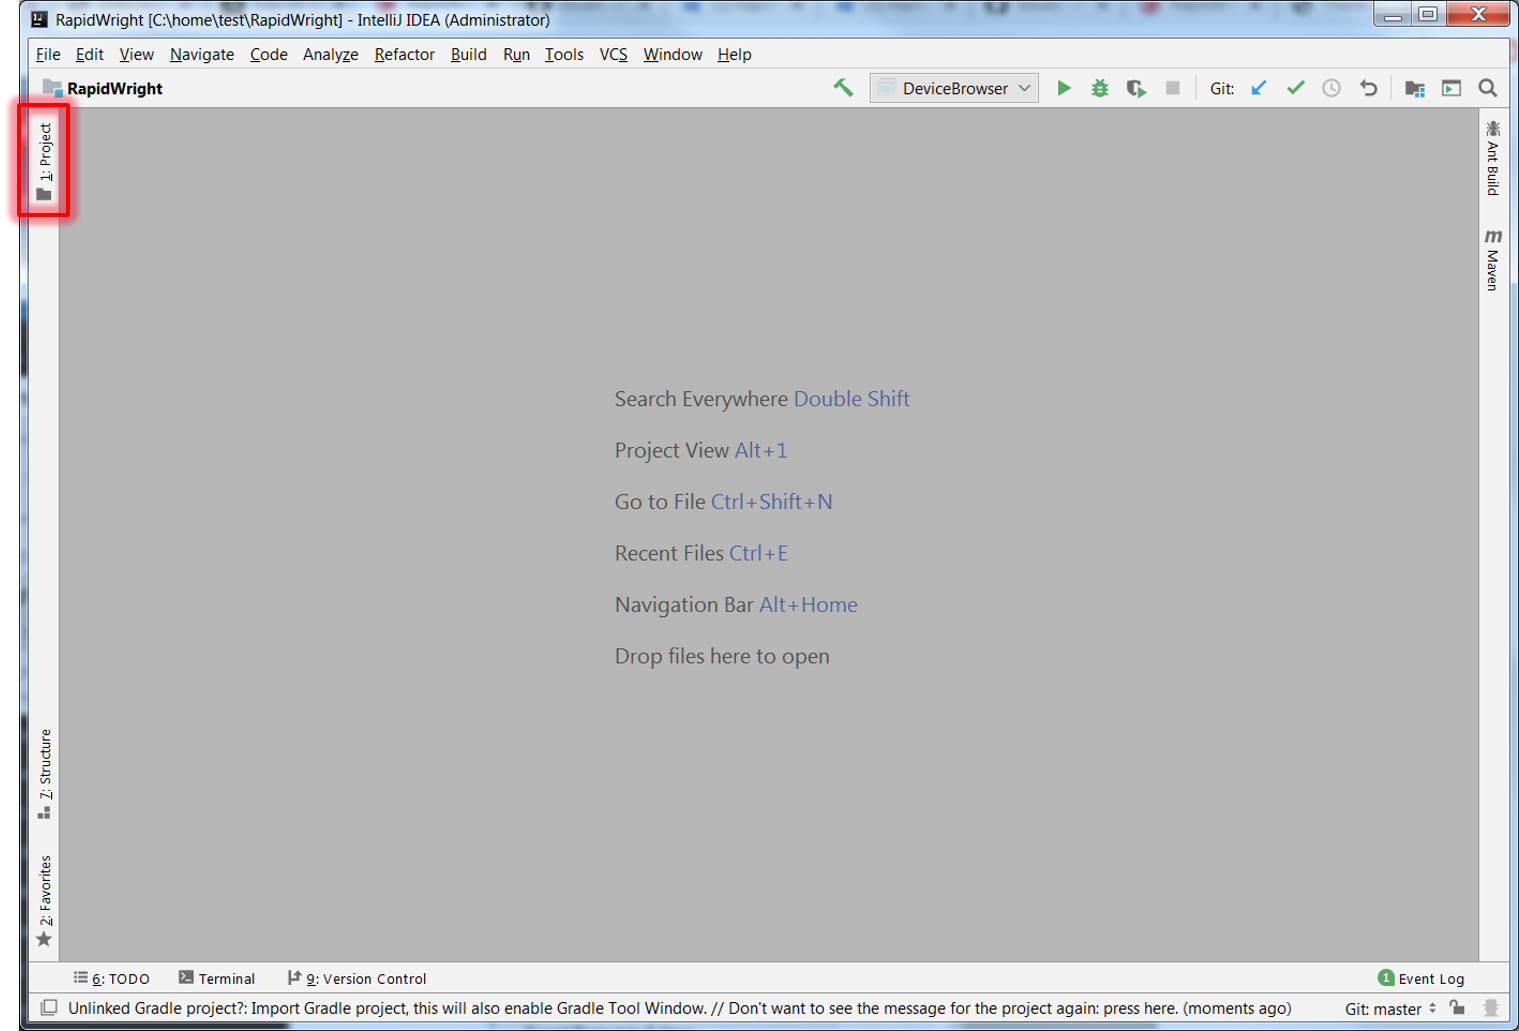 RapidWright [C:\home\test\RapidWright] - IntelliJ IDEA (Administrator)
File Edit View Navigate Code Analyze Refactor Build Run Tools VCS Window Help
RapidWright DeviceBrowser Git:
1: Project
Ant Build
m Maven
Search Everywhere Double Shift
Project View Alt+1
Go to File Ctrl+Shift+N
Recent Files Ctrl+E
Navigation Bar Alt+Home
Drop files here to open
7: Structure
2: Favorites
6: TODO Terminal 9: Version Control 1 Event Log
Unlinked Gradle project?: Import Gradle project, this will also enable Gradle Tool Window. // Don't want to see the message for the project again: press here. (moments ago) Git: master